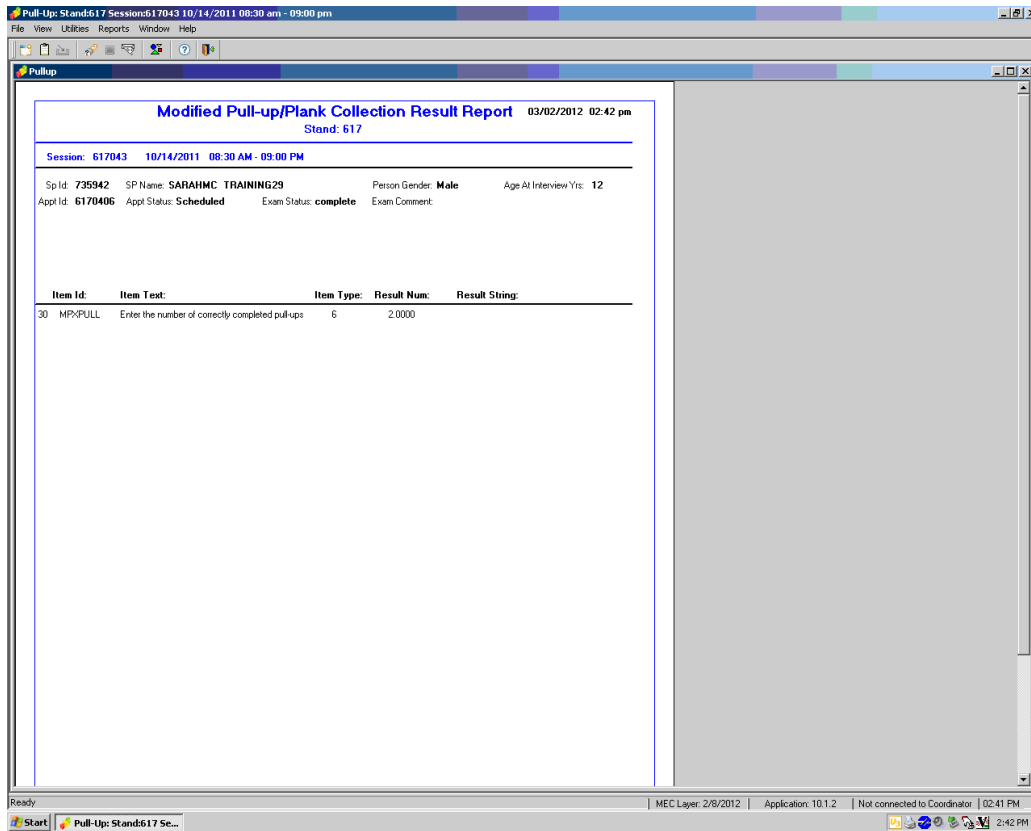 Pull-Up: Stand:617 Session:617043 10/14/2011 08:30 am - 09:00 pm
File View Utilities Reports Window Help
Pullup
Modified Pull-up/Plank Collection Result Report 03/02/2012 02:42 pm
Stand: 617
Session: 617043 10/14/2011 08:30 AM - 09:00 PM
Sp Id: 735942 SP Name: SARAHMC TRAINING29 Person Gender: Male Age At Interview Yrs: 12
Appt Id: 6170406 Appt Status: Scheduled Exam Status: complete Exam Comment:
Item Id: Item Text: Item Type: Result Num: Result String:
30 MPXPULL Enter the number of correctly completed pull-ups 6 2.0000
Ready MEC Layer: 2/8/2012 Application: 10.1.2 Not connected to Coordinator 02:41 PM
Start Pull-Up: Stand:617 Se... 2:42 PM